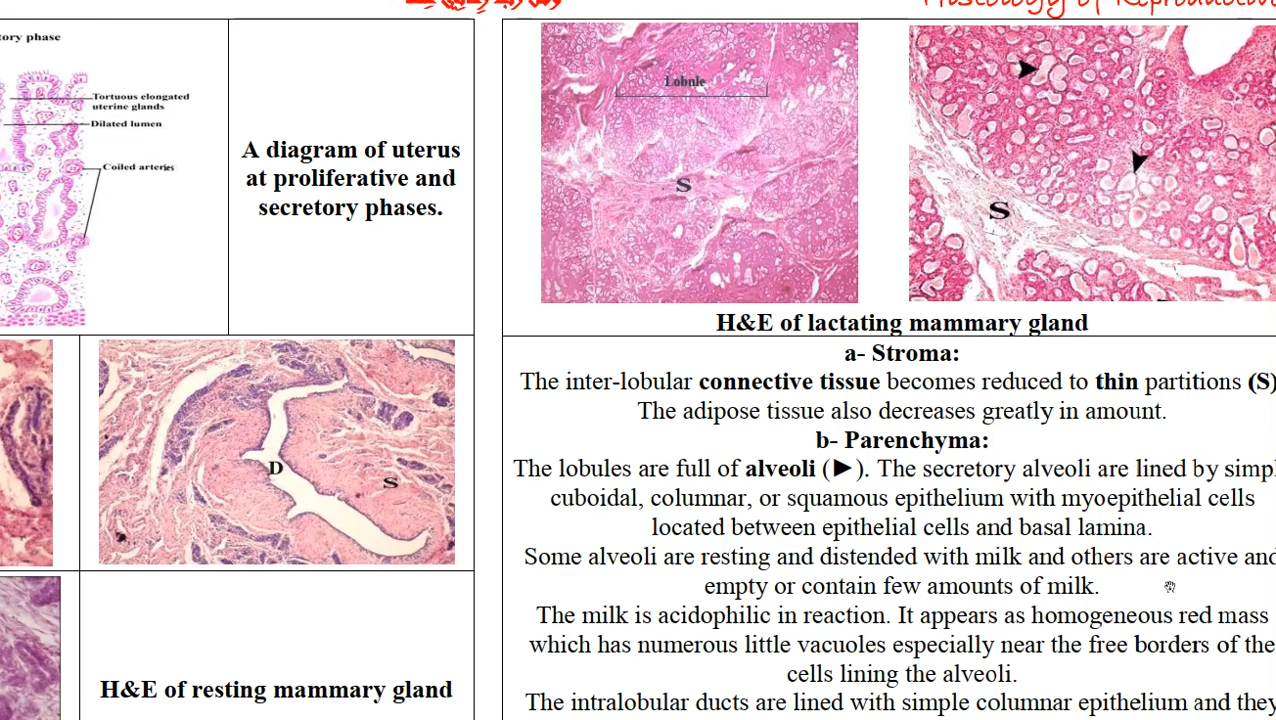 Histology of Reproductive
tory phase
Tortuous elongated
uterine glands
Dilated lumen
Coiled arteries
A diagram of uterus
at proliferative and
secretory phases.
D
S
H&E of resting mammary gland
Lobule
S
S
H&E of lactating mammary gland
a- Stroma:
The inter-lobular connective tissue becomes reduced to thin partitions (S)
The adipose tissue also decreases greatly in amount.
b- Parenchyma:
The lobules are full of alveoli (►). The secretory alveoli are lined by simpl
cuboidal, columnar, or squamous epithelium with myoepithelial cells
located between epithelial cells and basal lamina.
Some alveoli are resting and distended with milk and others are active and
empty or contain few amounts of milk.
The milk is acidophilic in reaction. It appears as homogeneous red mass
which has numerous little vacuoles especially near the free borders of the
cells lining the alveoli.
The intralobular ducts are lined with simple columnar epithelium and they